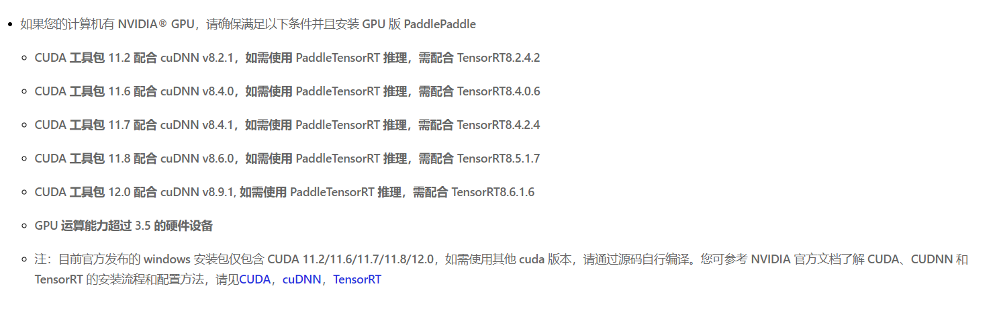 如果您的计算机有 NVIDIA® GPU，请确保满足以下条件并且安装 GPU 版 PaddlePaddle
CUDA 工具包 11.2 配合 cuDNN v8.2.1，如需使用 PaddleTensorRT 推理，需配合 TensorRT8.2.4.2
CUDA 工具包 11.6 配合 cuDNN v8.4.0，如需使用 PaddleTensorRT 推理，需配合 TensorRT8.4.0.6
CUDA 工具包 11.7 配合 cuDNN v8.4.1，如需使用 PaddleTensorRT 推理，需配合 TensorRT8.4.2.4
CUDA 工具包 11.8 配合 cuDNN v8.6.0，如需使用 PaddleTensorRT 推理，需配合 TensorRT8.5.1.7
CUDA 工具包 12.0 配合 cuDNN v8.9.1, 如需使用 PaddleTensorRT 推理，需配合 TensorRT8.6.1.6
GPU 运算能力超过 3.5 的硬件设备
注：目前官方发布的 windows 安装包仅包含 CUDA 11.2/11.6/11.7/11.8/12.0，如需使用其他 cuda 版本，请通过源码自行编译。您可参考 NVIDIA 官方文档了解 CUDA、CUDNN 和
TensorRT 的安装流程和配置方法，请见CUDA，cuDNN，TensorRT